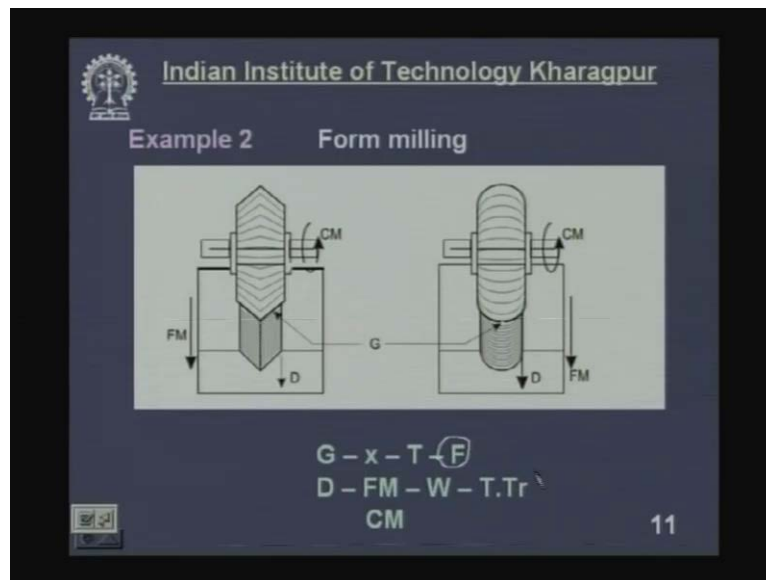 Indian Institute of Technology Kharagpur
Example 2 Form milling
CM CM
FM G
D D FM
G – x – T – F
D – FM – W – T.Tr
CM
11